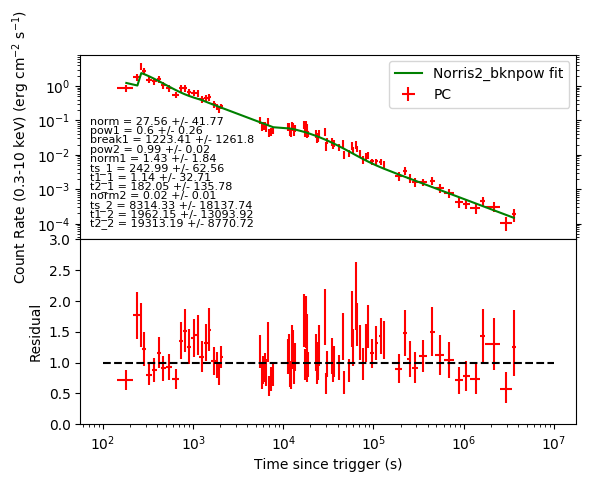 Count Rate (0.3-10 keV) (erg cm⁻² s⁻¹)
10⁰
10⁻¹
10⁻²
10⁻³
10⁻⁴
Norris2_bknpow fit
PC
norm = 27.56 +/- 41.77
pow1 = 0.6 +/- 0.26
break1 = 1223.41 +/- 1261.8
pow2 = 0.99 +/- 0.02
norm1 = 1.43 +/- 1.84
ts_1 = 242.99 +/- 62.56
t1_1 = 1.14 +/- 32.71
t2_1 = 182.05 +/- 135.78
norm2 = 0.02 +/- 0.01
ts_2 = 8314.33 +/- 18137.74
t1_2 = 1962.15 +/- 13093.92
t2_2 = 19313.19 +/- 8770.72
Residual
3.0
2.5
2.0
1.5
1.0
0.5
0.0
10² 10³ 10⁴ 10⁵ 10⁶ 10⁷
Time since trigger (s)